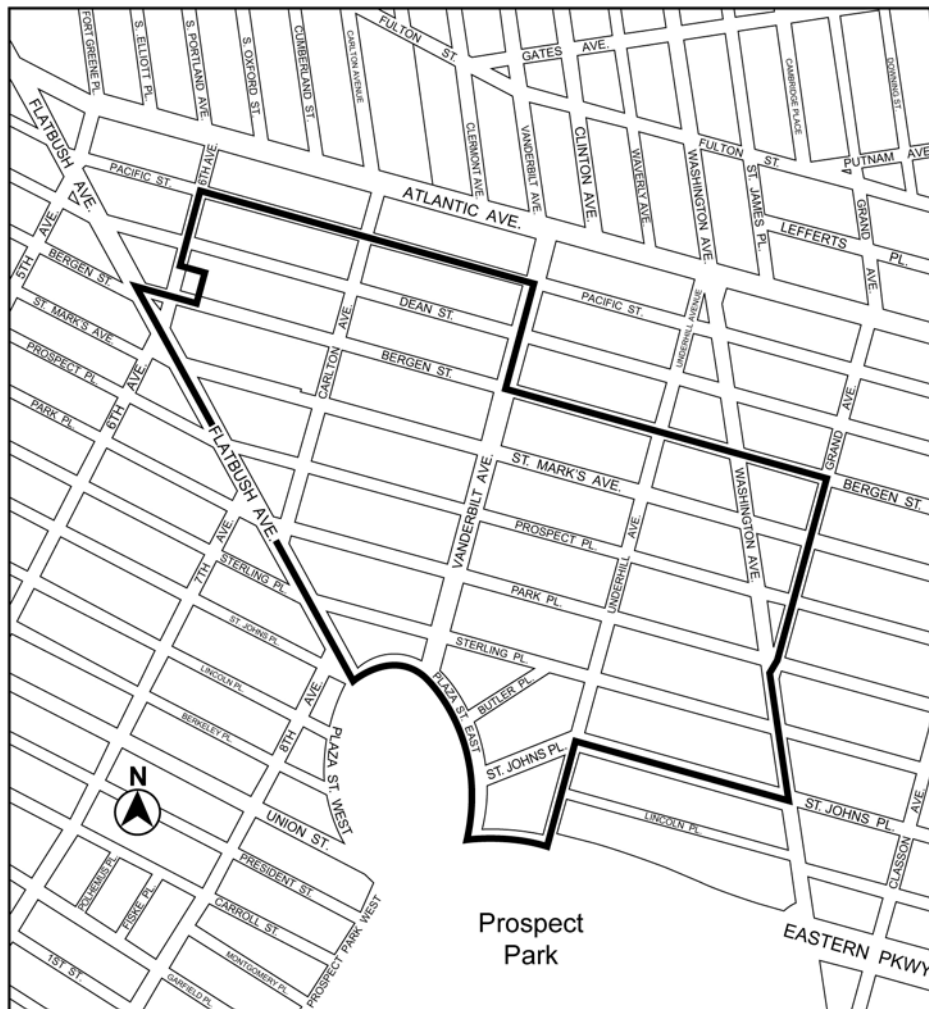 FORT GREENE PL.
S. ELLIOTT PL.
S. PORTLAND AVE.
S. OXFORD ST.
CUMBERLAND ST.
CARLTON AVENUE
FULTON ST.
GATES AVE.
CAMBRIDGE PLACE
DOWNING ST.
FLATBUSH AVE.
PACIFIC ST.
6TH AVE.
CLERMONT AVE.
VANDERBILT AVE.
CLINTON AVE.
WAVERLY AVE.
WASHINGTON AVE.
FULTON ST.
ST. JAMES PL.
PUTNAM AVE
ATLANTIC AVE.
LEFFERTS PL.
GRAND AVE.
5TH AVE.
BERGEN ST.
ST. MARK'S AVE.
PROSPECT PL.
PARK PL.
6TH AVE.
DEAN ST.
BERGEN ST.
CARLTON AVE.
PACIFIC ST.
UNDERHILL AVENUE
GRAND AVE.
BERGEN ST.
FLATBUSH AVE.
VANDERBILT AVE.
ST. MARK'S AVE.
PROSPECT PL.
PARK PL.
UNDERHILL AVE.
WASHINGTON AVE.
7TH AVE.
STERLING PL.
ST. JOHNS PL.
LINCOLN PL.
BERKELEY PL.
8TH AVE.
PLAZA ST. WEST
STERLING PL.
BUTLER PL.
PLAZA ST. EAST
ST. JOHNS PL.
LINCOLN PL.
ST. JOHNS PL.
CLASSON AVE.
N
UNION ST.
PRESIDENT ST.
CARROLL ST.
MONTGOMERY PL.
GARFIELD PL.
POLHEMUS PL.
FISKE PL.
1ST ST.
PROSPECT PARK WEST
Prospect
Park
EASTERN PKWY